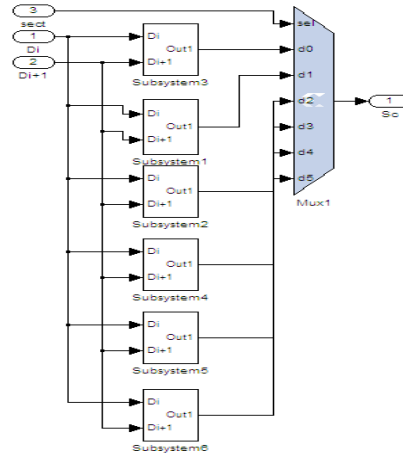 3
sect
1
Di
2
Di+1
Di
Out1
Di+1
Subsystem3
Di
Out1
Di+1
Subsystem1
Di
Out1
Di+1
Subsystem2
Di
Out1
Di+1
Subsystem4
Di
Out1
Di+1
Subsystem5
Di
Out1
Di+1
Subsystem6
sel
d0
d1
d2
d3
d4
d5
Mux1
1
Sc